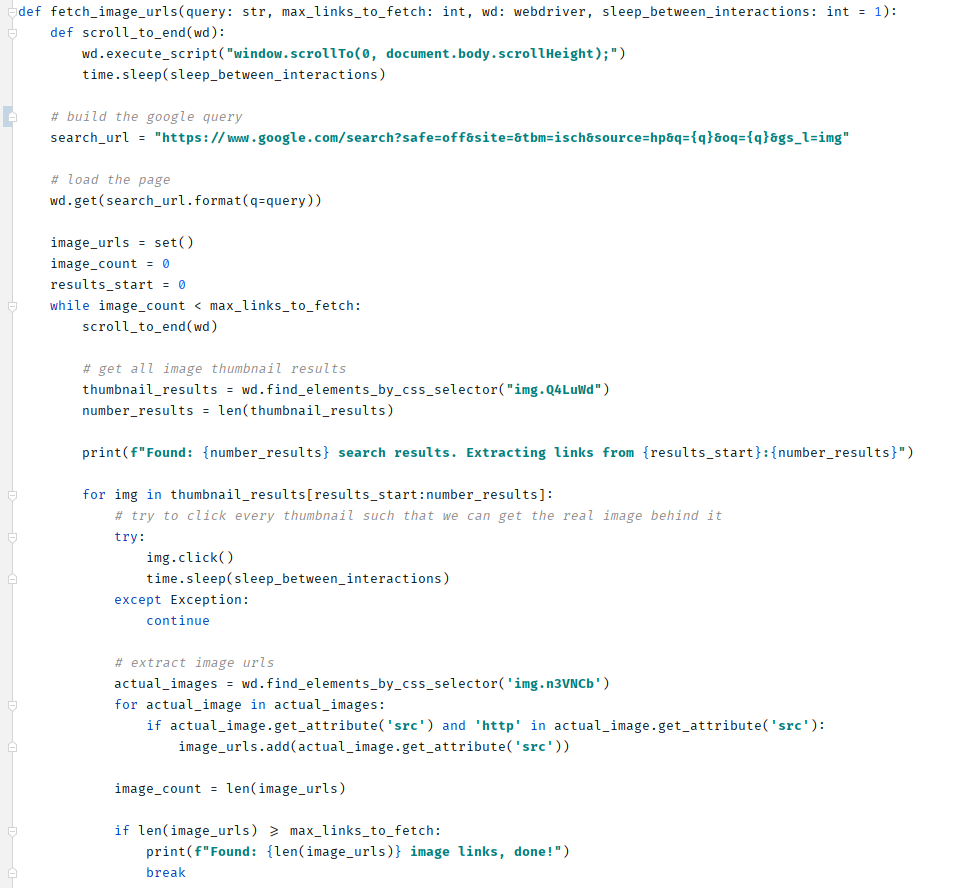 def fetch_image_urls(query: str, max_links_to_fetch: int, wd: webdriver, sleep_between_interactions: int = 1):
    def scroll_to_end(wd):
        wd.execute_script("window.scrollTo(0, document.body.scrollHeight);")
        time.sleep(sleep_between_interactions)

    # build the google query
    search_url = "https://www.google.com/search?safe=off&site=&tbm=isch&source=hp&q={q}&oq={q}&gs_l=img"

    # load the page
    wd.get(search_url.format(q=query))

    image_urls = set()
    image_count = 0
    results_start = 0
    while image_count < max_links_to_fetch:
        scroll_to_end(wd)

        # get all image thumbnail results
        thumbnail_results = wd.find_elements_by_css_selector("img.Q4LuWd")
        number_results = len(thumbnail_results)

        print(f"Found: {number_results} search results. Extracting links from {results_start}:{number_results}")

        for img in thumbnail_results[results_start:number_results]:
            # try to click every thumbnail such that we can get the real image behind it
            try:
                img.click()
                time.sleep(sleep_between_interactions)
            except Exception:
                continue

            # extract image urls
            actual_images = wd.find_elements_by_css_selector('img.n3VNCb')
            for actual_image in actual_images:
                if actual_image.get_attribute('src') and 'http' in actual_image.get_attribute('src'):
                    image_urls.add(actual_image.get_attribute('src'))

            image_count = len(image_urls)

            if len(image_urls) ⩾ max_links_to_fetch:
                print(f"Found: {len(image_urls)} image links, done!")
                break